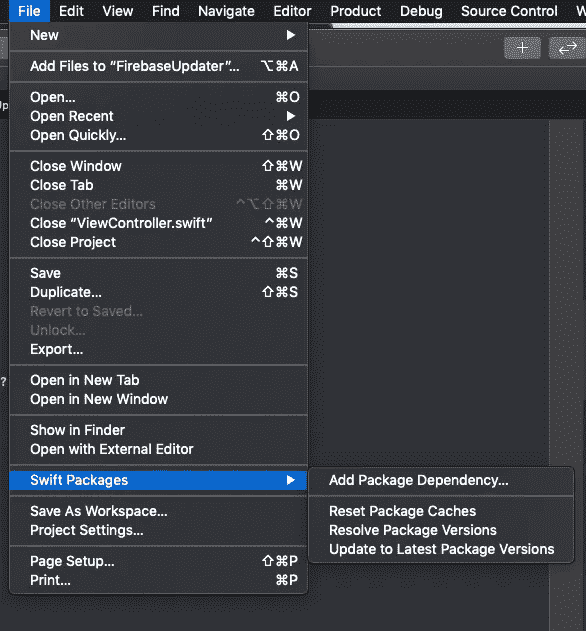 File Edit View Find Navigate Editor Product Debug Source Control W
New
Add Files to “FirebaseUpdater”... ⌥⌘A
Open... ⌘O
Open Recent
Open Quickly... ⇧⌘O
Close Window ⇧⌘W
Close Tab ⌘W
Close Other Editors ^⌥⇧⌘W
Close “ViewController.swift” ^⌘W
Close Project ^⇧⌘W
Save ⌘S
Duplicate... ⇧⌘S
Revert to Saved...
Unlock...
Export...
Open in New Tab
?
Open in New Window
Show in Finder
Open with External Editor
Swift Packages
Add Package Dependency...
Reset Package Caches
Resolve Package Versions
Update to Latest Package Versions
Save As Workspace...
Project Settings...
Page Setup... ⇧⌘P
Print... ⌘P